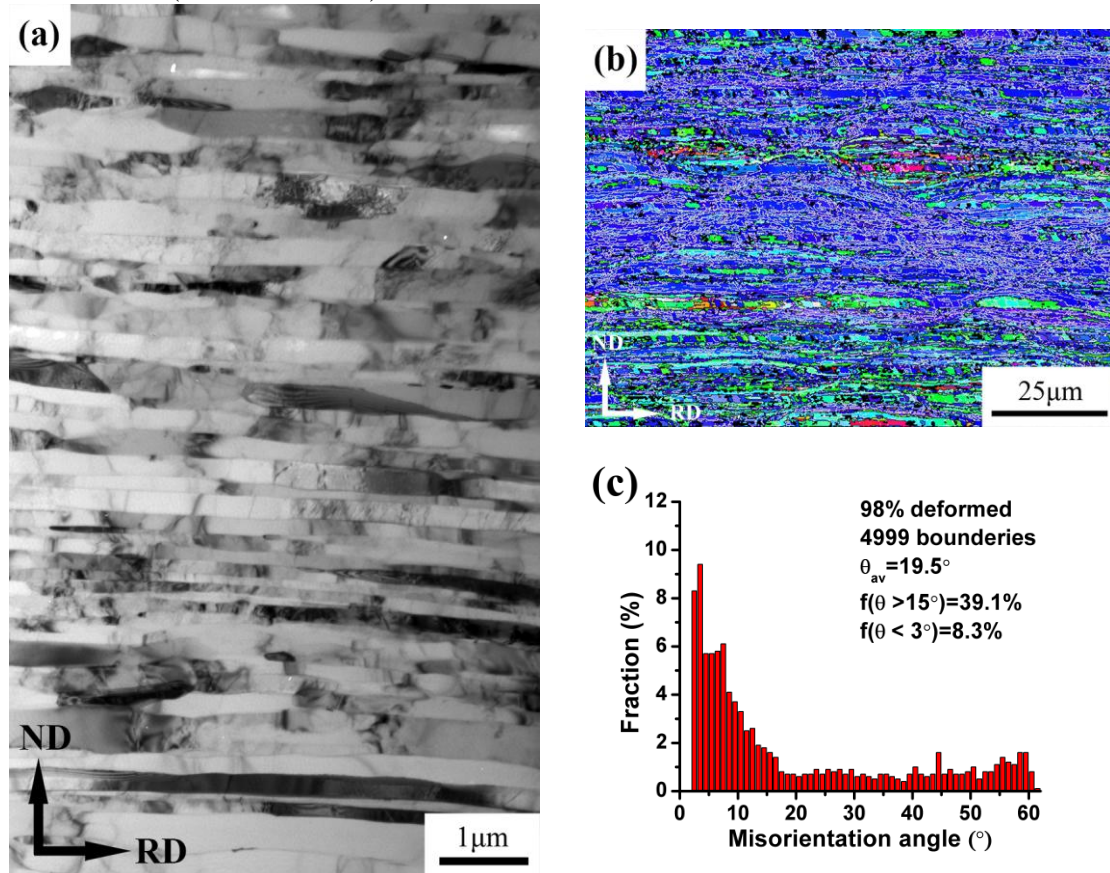 (a)
ND
RD
1μm
(b)
ND
RD
25μm
(c)
12
10
8
6
4
2
0
Fraction (%)
98% deformed
4999 bounderies
θav=19.5°
f(θ >15°)=39.1%
f(θ < 3°)=8.3%
0 10 20 30 40 50 60
Misorientation angle (°)